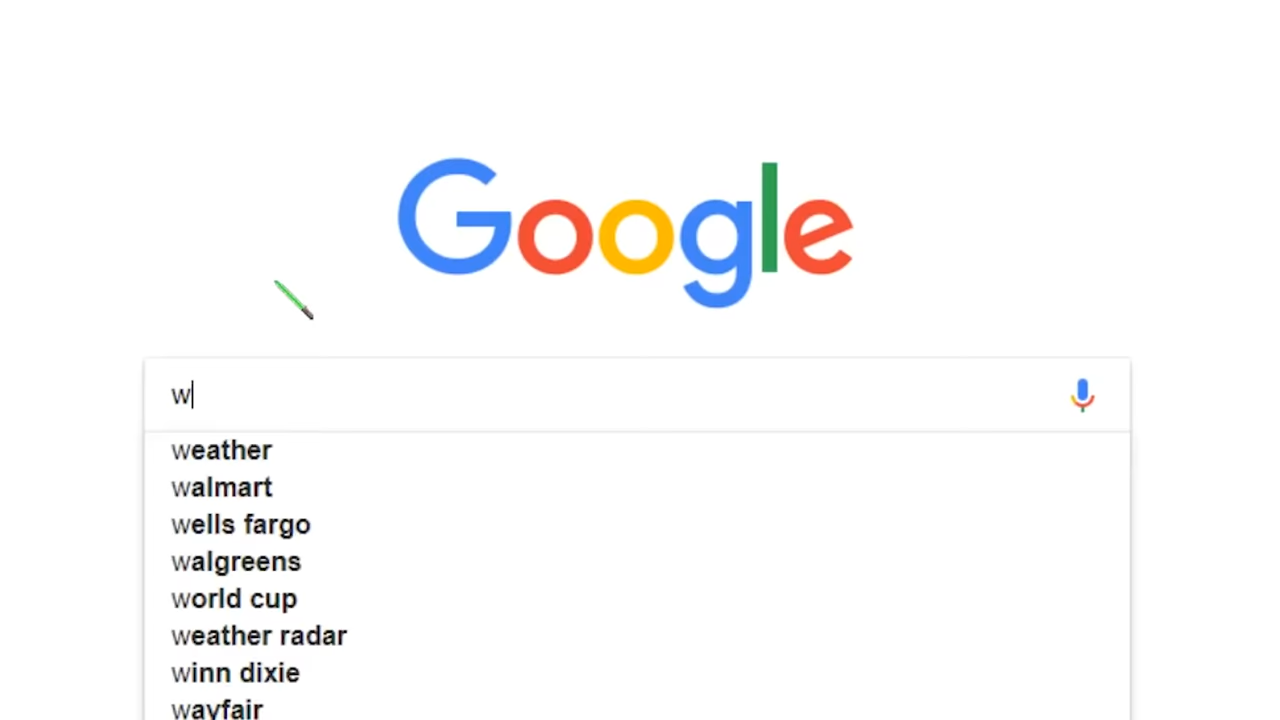 Google
w
weather
walmart
wells fargo
walgreens
world cup
weather radar
winn dixie
wayfair